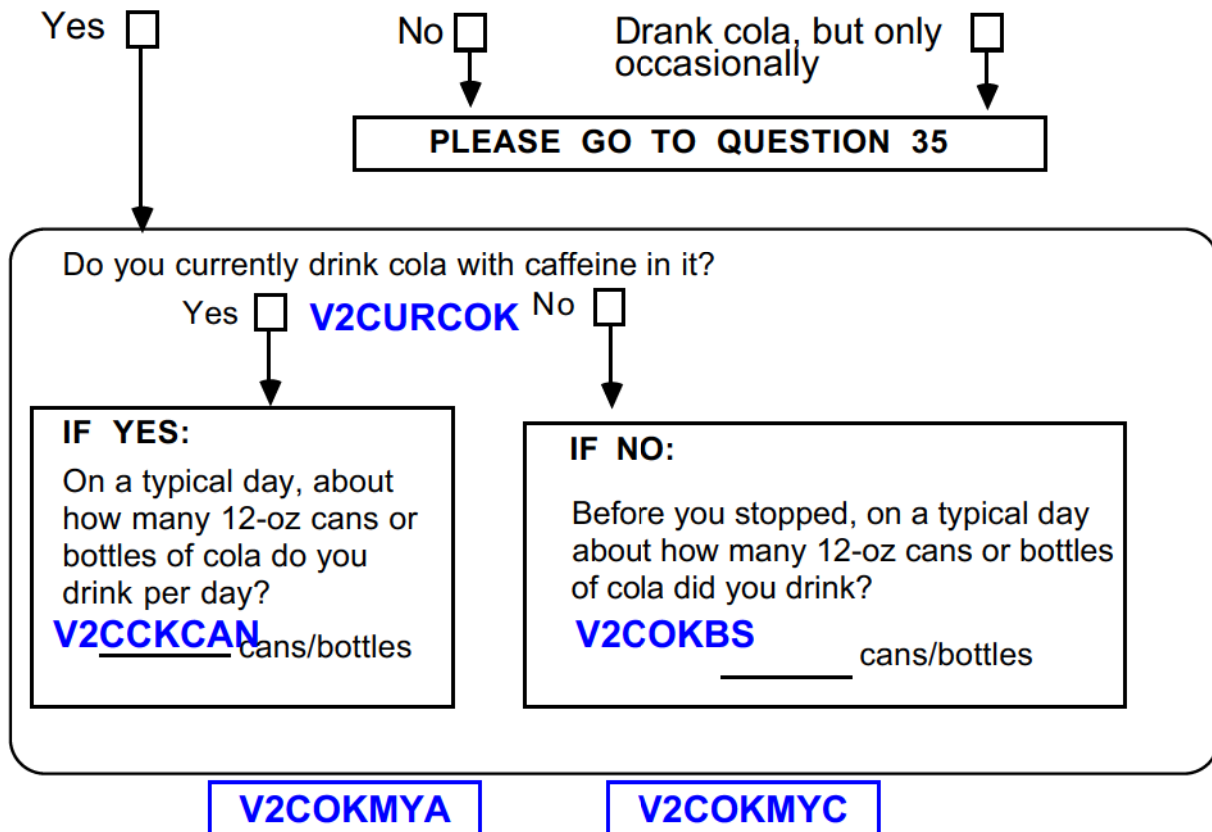 Yes No Drank cola, but only
occasionally
PLEASE GO TO QUESTION 35
Do you currently drink cola with caffeine in it?
Yes V2CURCOK No
IF YES:
On a typical day, about
how many 12-oz cans or
bottles of cola do you
drink per day?
V2CCKCAN cans/bottles
IF NO:
Before you stopped, on a typical day
about how many 12-oz cans or bottles
of cola did you drink?
V2COKBS
cans/bottles
V2COKMYA V2COKMYC